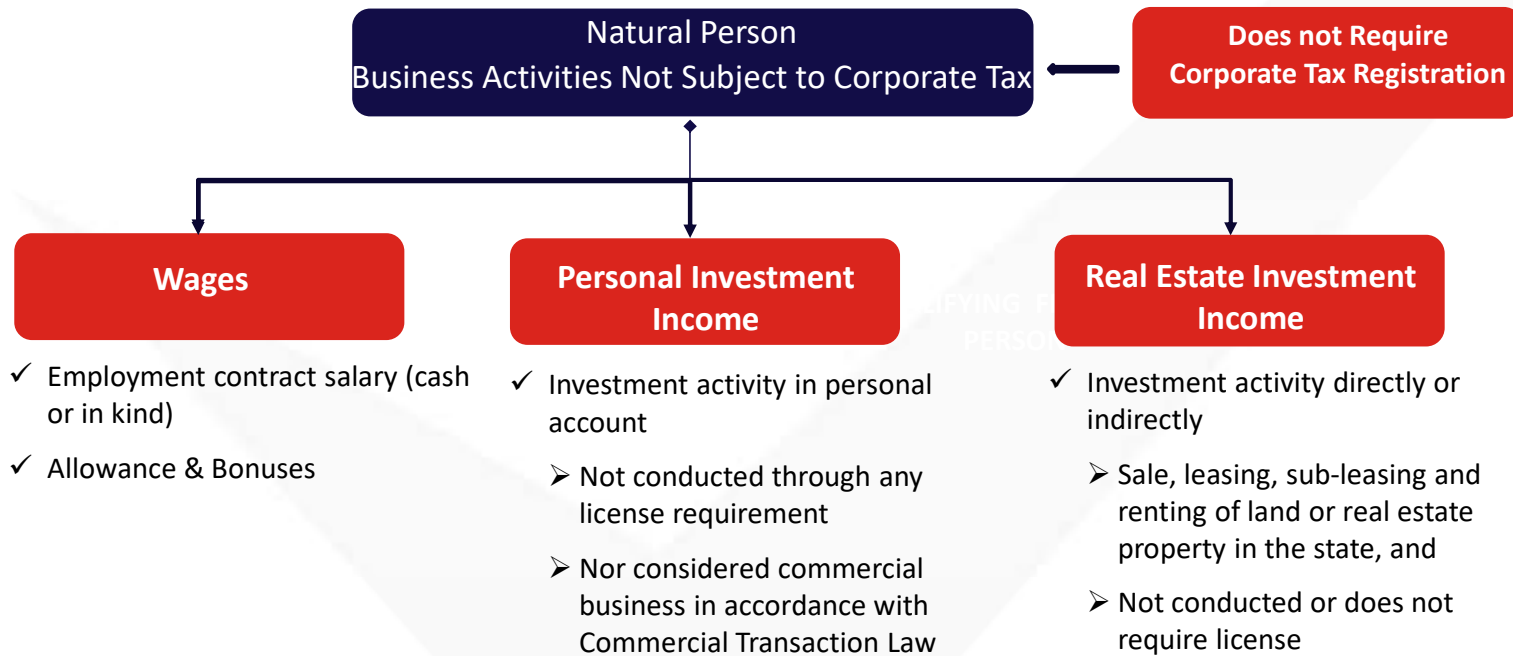 Natural Person
Business Activities Not Subject to Corporate Tax
Does not Require
Corporate Tax Registration
Wages
✓ Employment contract salary (cash
or in kind)
✓ Allowance & Bonuses
Personal Investment
Income
✓ Investment activity in personal
account
➢ Not conducted through any
license requirement
➢ Nor considered commercial
business in accordance with
Commercial Transaction Law
Real Estate Investment
Income
✓ Investment activity directly or
indirectly
➢ Sale, leasing, sub-leasing and
renting of land or real estate
property in the state, and
➢ Not conducted or does not
require license